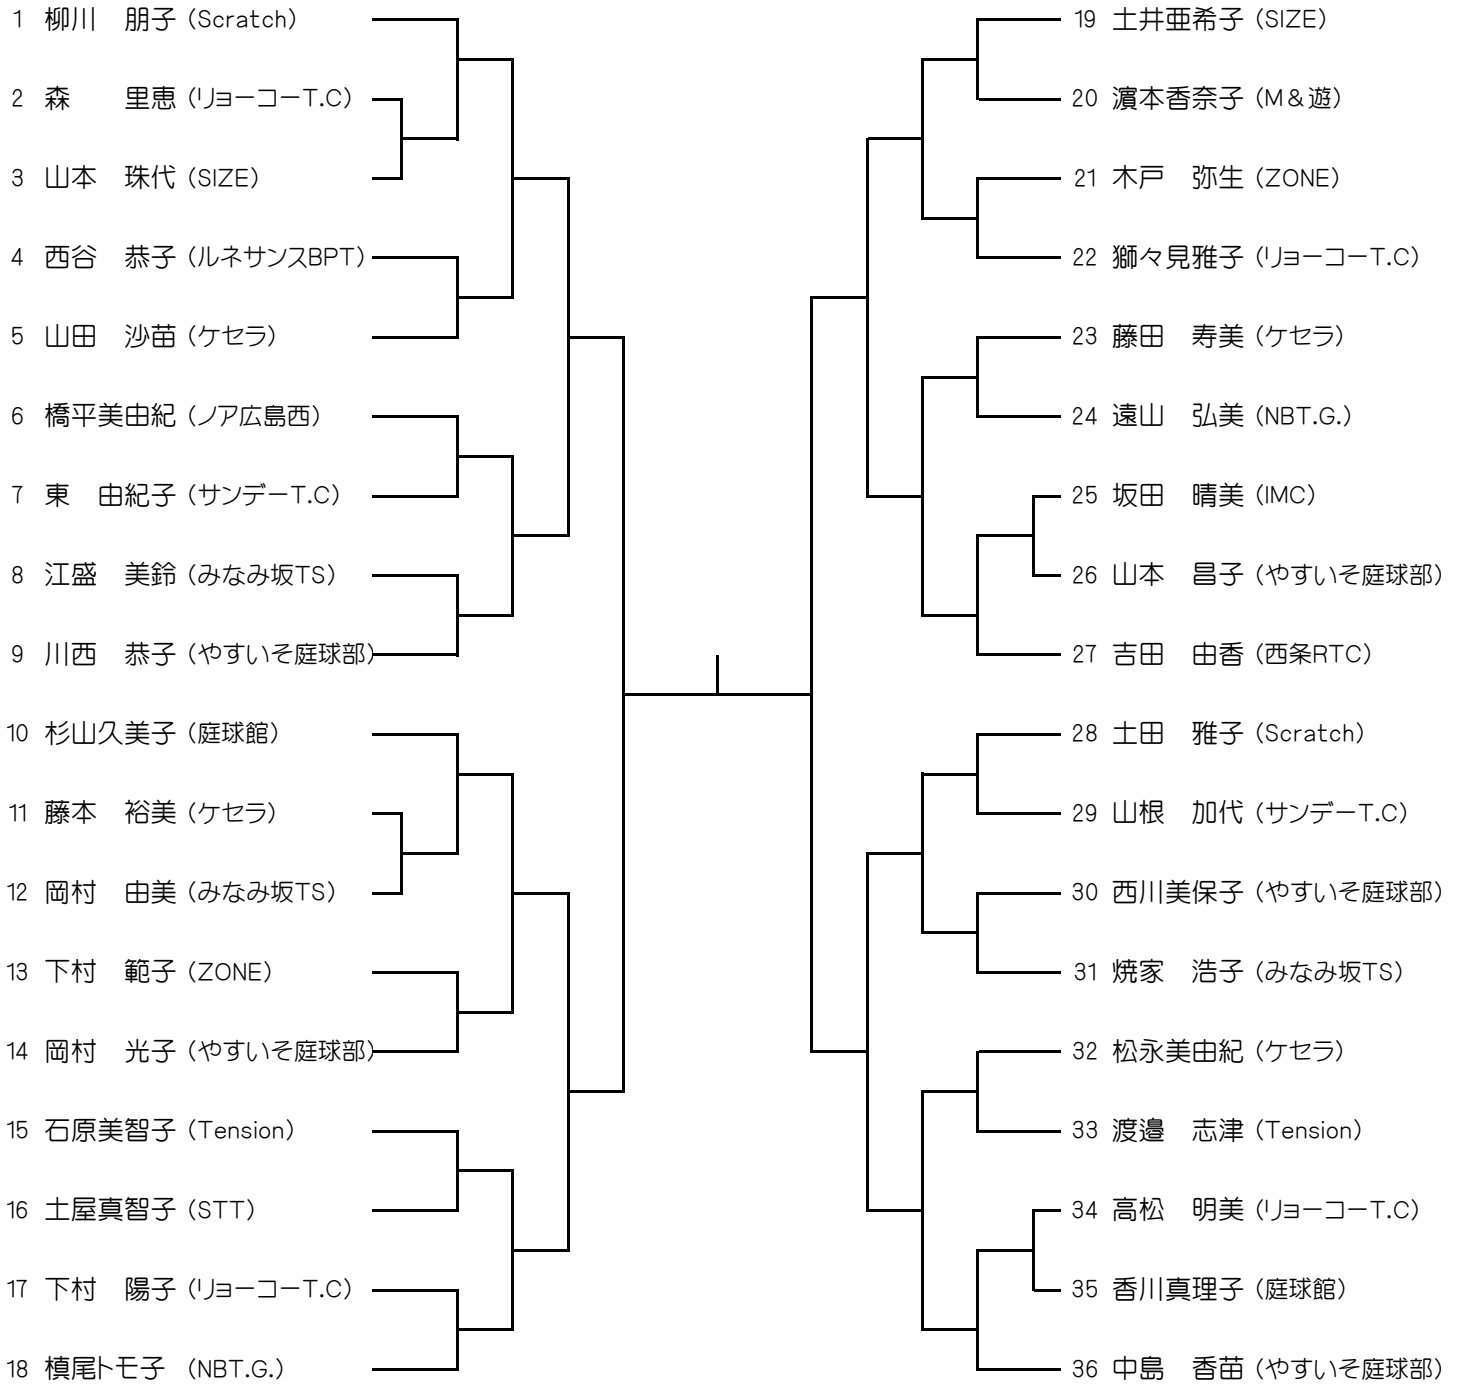 1 柳川　朋子（Scratch）
2 森　　里恵（リョーコーT.C）
3 山本　珠代（SIZE）
4 西谷　恭子（ルネサンスBPT）
5 山田　沙苗（ケセラ）
6 橋平美由紀（ノア広島西）
7 東　由紀子（サンデーT.C）
8 江盛　美鈴（みなみ坂TS）
9 川西　恭子（やすいそ庭球部）
10 杉山久美子（庭球館）
11 藤本　裕美（ケセラ）
12 岡村　由美（みなみ坂TS）
13 下村　範子（ZONE）
14 岡村　光子（やすいそ庭球部）
15 石原美智子（Tension）
16 土屋真智子（STT）
17 下村　陽子（リョーコーT.C）
18 槙尾トモ子　（NBT.G.）
19 土井亜希子（SIZE）
20 濵本香奈子（M＆遊）
21 木戸　弥生（ZONE）
22 獅々見雅子（リョーコーT.C）
23 藤田　寿美（ケセラ）
24 遠山　弘美（NBT.G.）
25 坂田　晴美（IMC）
26 山本　昌子（やすいそ庭球部）
27 吉田　由香（西条RTC）
28 土田　雅子（Scratch）
29 山根　加代（サンデーT.C）
30 西川美保子（やすいそ庭球部）
31 焼家　浩子（みなみ坂TS）
32 松永美由紀（ケセラ）
33 渡邉　志津（Tension）
34 高松　明美（リョーコーT.C）
35 香川真理子（庭球館）
36 中島　香苗（やすいそ庭球部）